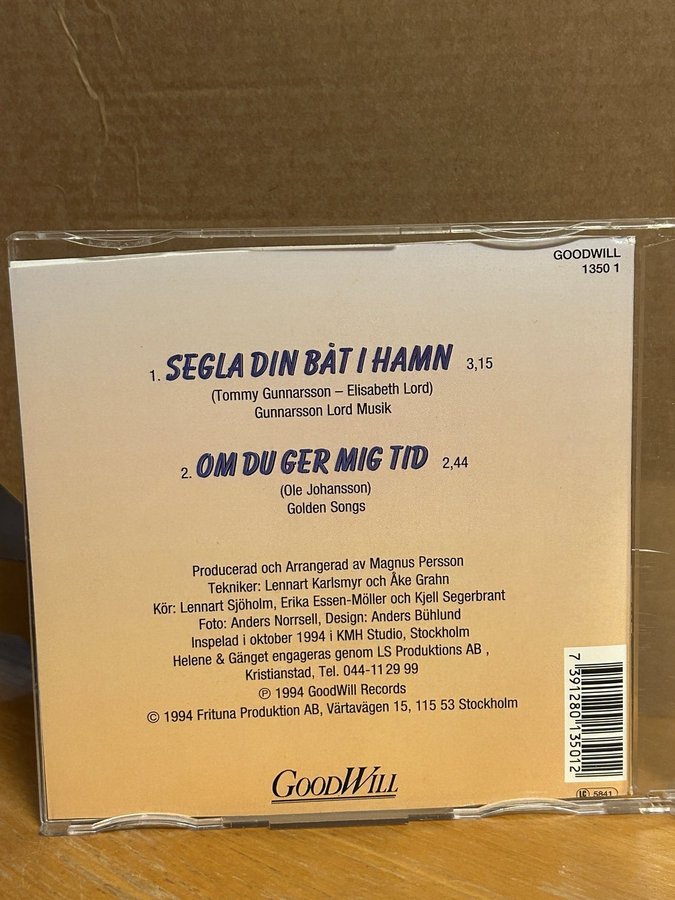 GOODWILL
1350 1
1. SEGLA DIN BÅT I HAMN 3,15
(Tommy Gunnarsson – Elisabeth Lord)
Gunnarsson Lord Musik
2. OM DU GER MIG TID 2,44
(Ole Johansson)
Golden Songs
Producerad och Arrangerad av Magnus Persson
Tekniker: Lennart Karlsmyr och Åke Grahn
Kör: Lennart Sjöholm, Erika Essen-Möller och Kjell Segerbrant
Foto: Anders Norrsell, Design: Anders Bühlund
Inspelad i oktober 1994 i KMH Studio, Stockholm
Helene & Gänget engageras genom LS Produktions AB ,
Kristianstad, Tel. 044-11 29 99
℗ 1994 GoodWill Records
© 1994 Frituna Produktion AB, Värtavägen 15, 115 53 Stockholm
7 391280 135012
LC 5841
GOODWILL